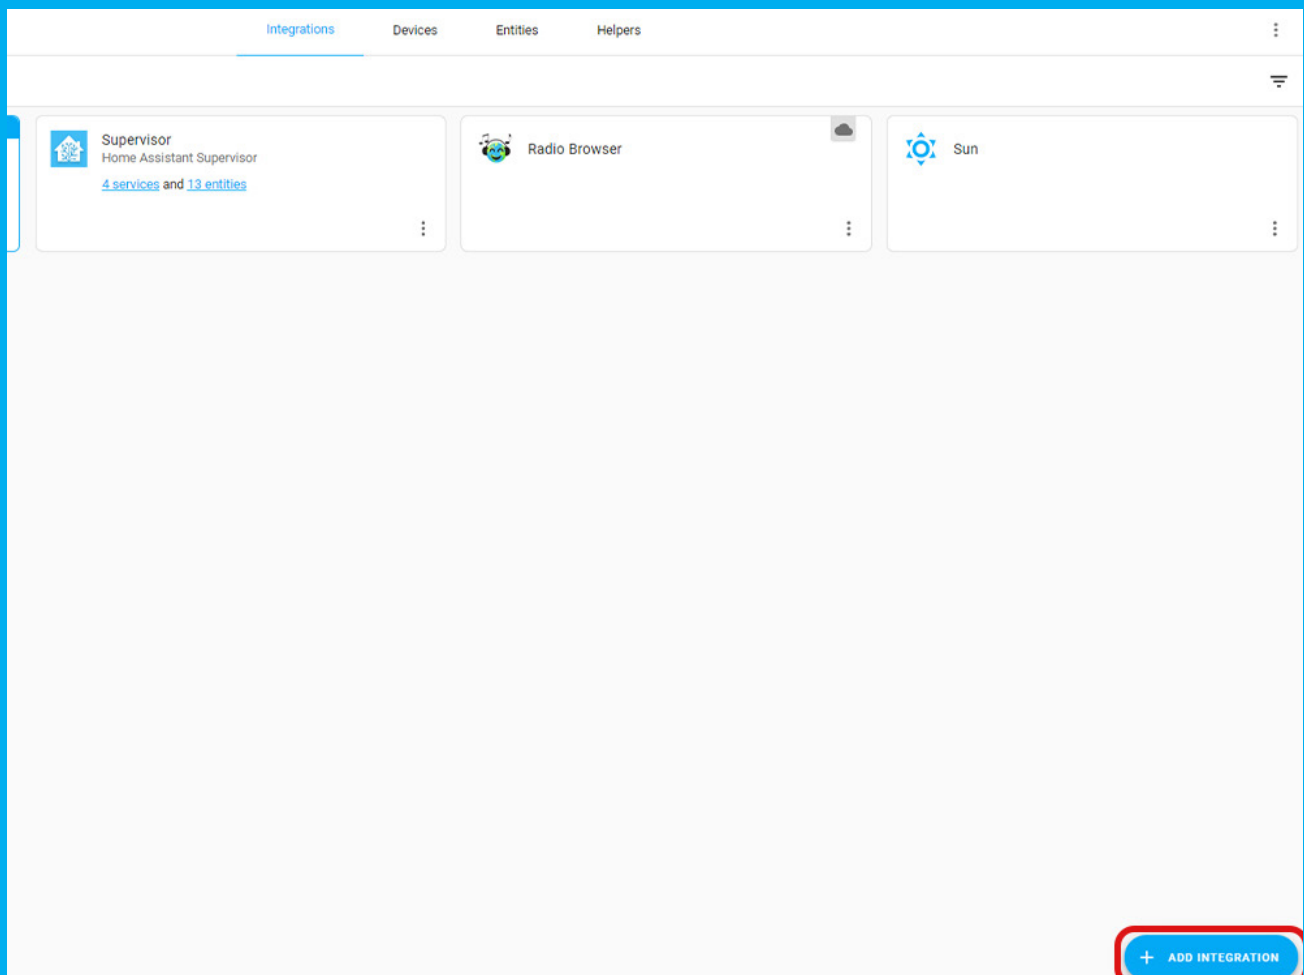 Integrations Devices Entities Helpers
Supervisor
Home Assistant Supervisor
4 services and 13 entities
Radio Browser
Sun
ADD INTEGRATION